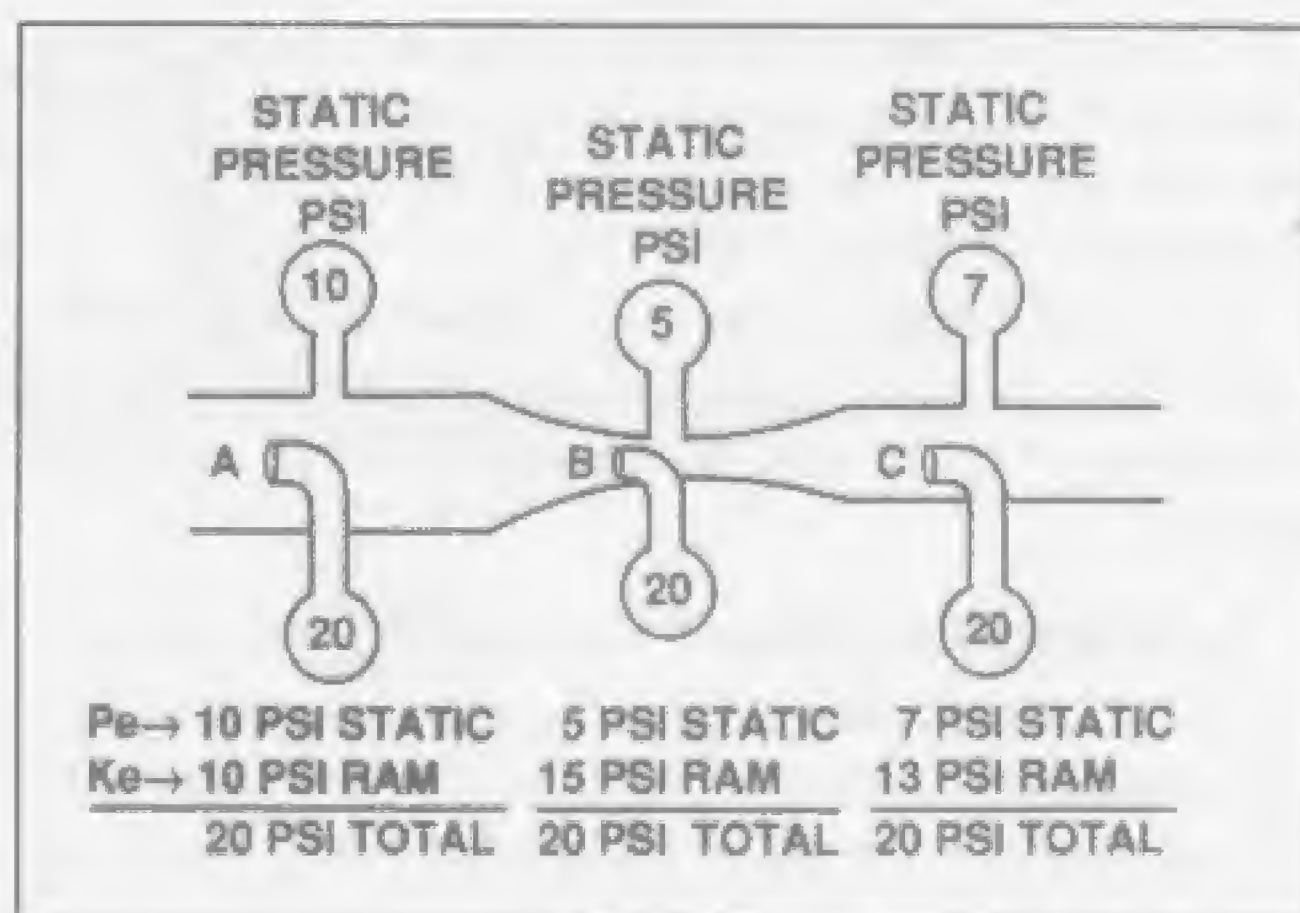 STATIC
PRESSURE
PSI
10
STATIC
PRESSURE
PSI
5
STATIC
PRESSURE
PSI
7
A
B
C
20
20
20
Pe→ 10 PSI STATIC
Ke→ 10 PSI RAM
20 PSI TOTAL
5 PSI STATIC
15 PSI RAM
20 PSI TOTAL
7 PSI STATIC
13 PSI RAM
20 PSI TOTAL